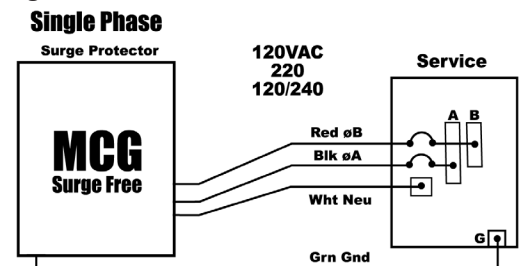 Single Phase
Surge Protector
120VAC
220
120/240
Service
A B
MCG
Surge Free
Red øB
Blk øA
Wht Neu
G
Grn Gnd